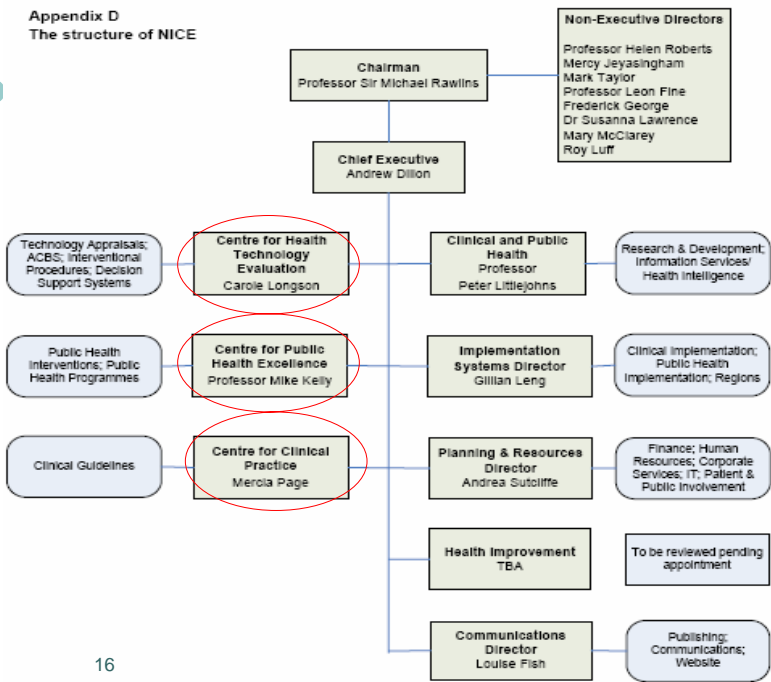 Appendix D
The structure of NICE
Non-Executive Directors
Professor Helen Roberts
Mercy Jeyasingham
Mark Taylor
Professor Leon Fine
Frederick George
Dr Susanna Lawrence
Mary McClarey
Roy Luff
Chairman
Professor Sir Michael Rawlins
Chief Executive
Andrew Dillon
Technology Appraisals;
ACBS; Interventional
Procedures; Decision
Support Systems
Centre for Health
Technology
Evaluation
Carole Longson
Clinical and Public
Health
Professor
Peter Littlejohns
Research & Development;
Information Services/
Health Intelligence
Public Health
Interventions; Public
Health Programmes
Centre for Public
Health Excellence
Professor Mike Kelly
Implementation
Systems Director
Gillian Leng
Clinical Implementation;
Public Health
Implementation; Regions
Clinical Guidelines
Centre for Clinical
Practice
Mercia Page
Planning & Resources
Director
Andrea Sutcliffe
Finance; Human
Resources; Corporate
Services; IT; Patient &
Public Involvement
Health Improvement
TBA
To be reviewed pending
appointment
Communications
Director
Louise Fish
Publishing;
Communications;
Website
16